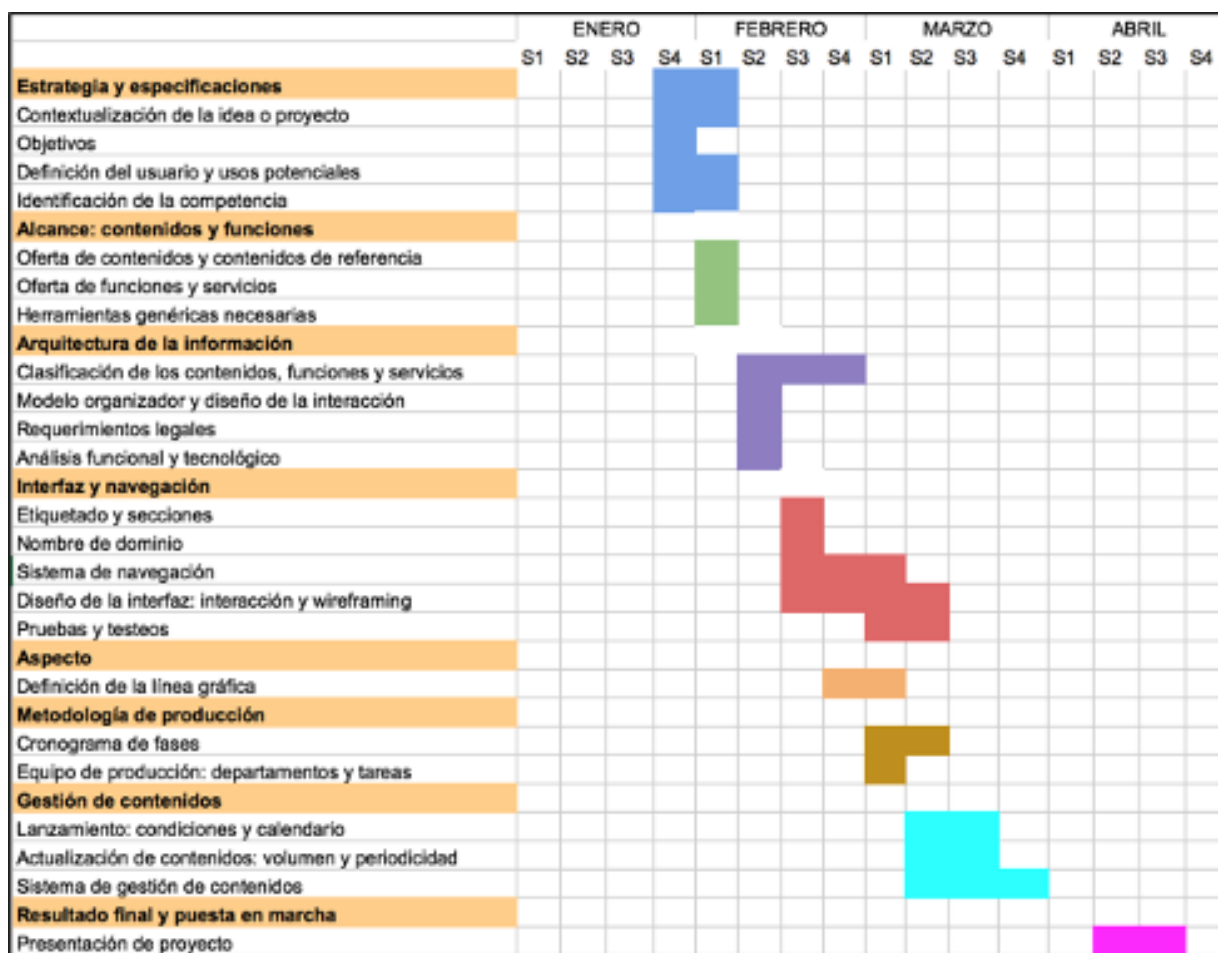 ENERO FEBRERO MARZO ABRIL
S1 S2 S3 S4 S1 S2 S3 S4 S1 S2 S3 S4 S1 S2 S3 S4
Estrategia y especificaciones
Contextualización de la idea o proyecto
Objetivos
Definición del usuario y usos potenciales
Identificación de la competencia
Alcance: contenidos y funciones
Oferta de contenidos y contenidos de referencia
Oferta de funciones y servicios
Herramientas genéricas necesarias
Arquitectura de la información
Clasificación de los contenidos, funciones y servicios
Modelo organizador y diseño de la interacción
Requerimientos legales
Análisis funcional y tecnológico
Interfaz y navegación
Etiquetado y secciones
Nombre de dominio
Sistema de navegación
Diseño de la interfaz: interacción y wireframing
Pruebas y testeos
Aspecto
Definición de la línea gráfica
Metodología de producción
Cronograma de fases
Equipo de producción: departamentos y tareas
Gestión de contenidos
Lanzamiento: condiciones y calendario
Actualización de contenidos: volumen y periodicidad
Sistema de gestión de contenidos
Resultado final y puesta en marcha
Presentación de proyecto